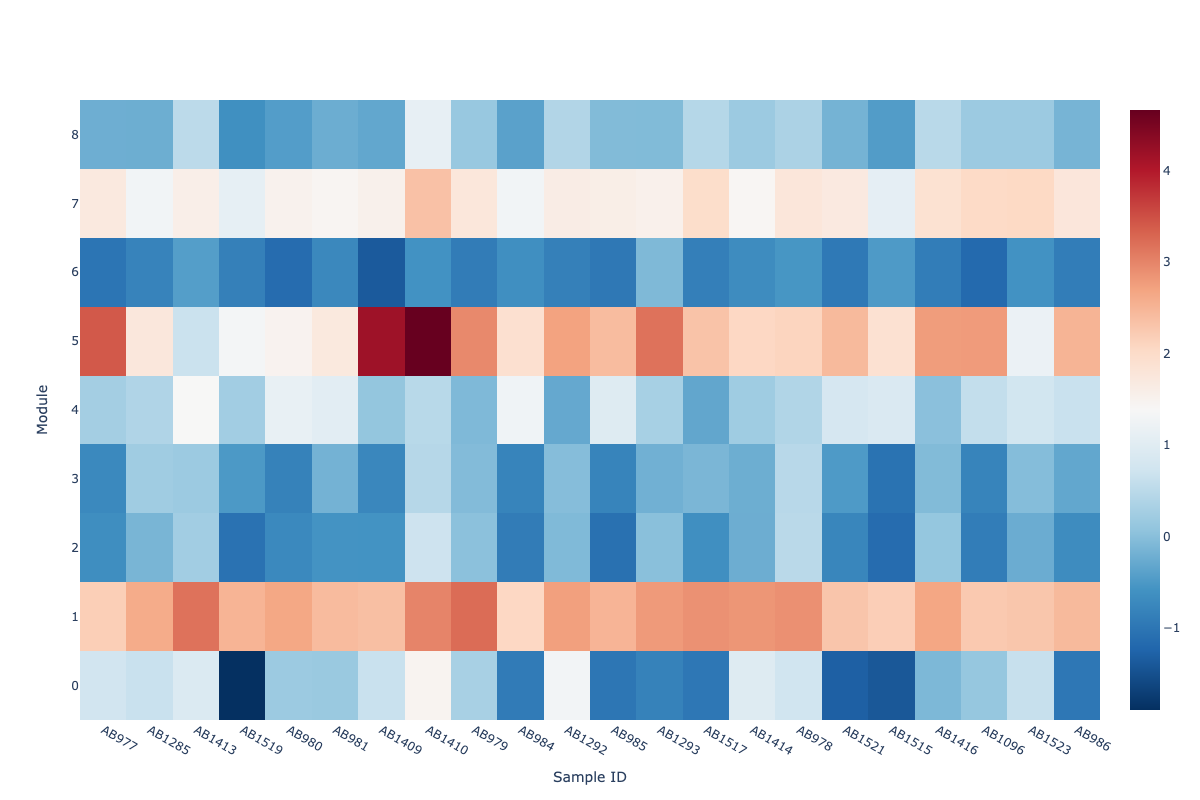 8
7
6
5
4
3
2
1
0
Module
AB977
AB1285
AB1413
AB1519
AB980
AB981
AB1409
AB1410
AB979
AB984
AB1292
AB985
AB1293
AB1517
AB1414
AB978
AB1521
AB1515
AB1416
AB1096
AB1523
AB986
Sample ID
4
3
2
1
0
−1